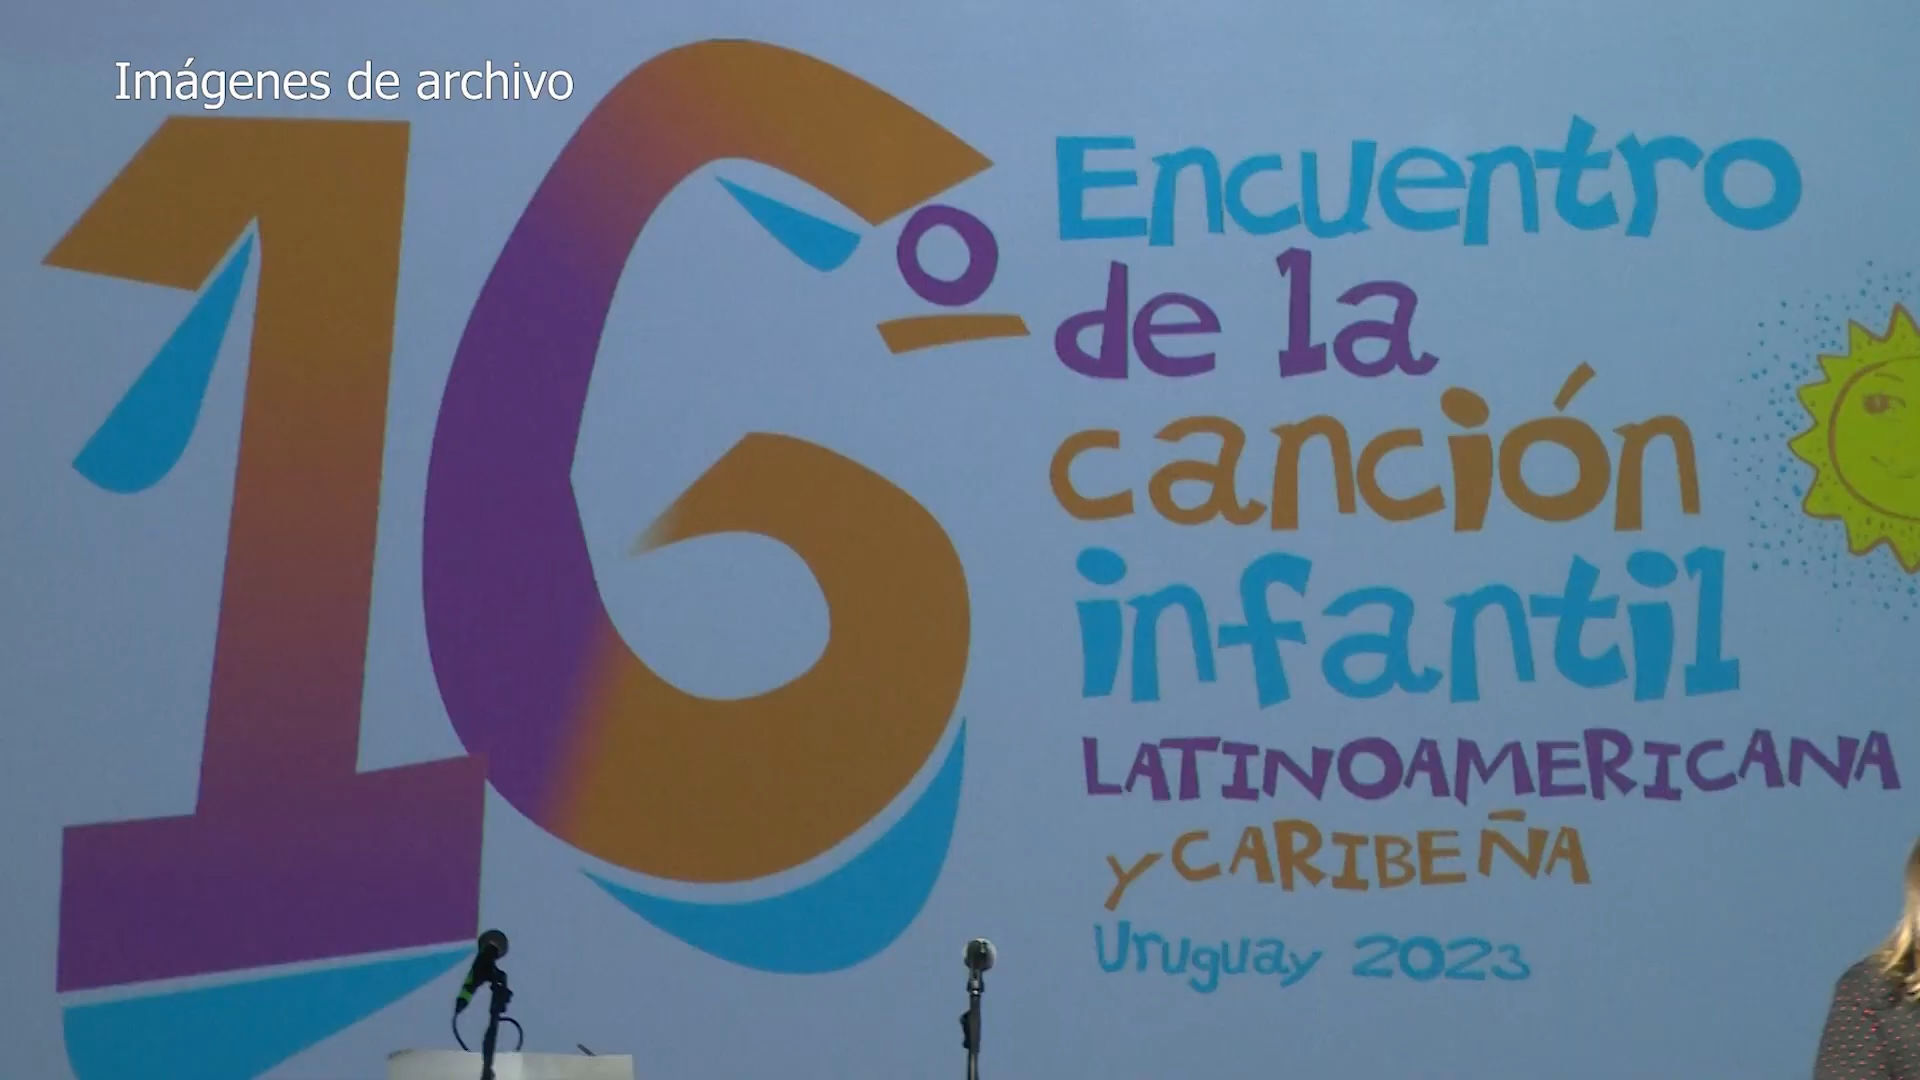 Imágenes de archivo
16º
Encuentro
de la
canción
infantil
LATINOAMERICANA
y CARIBEÑA
Uruguay 2023